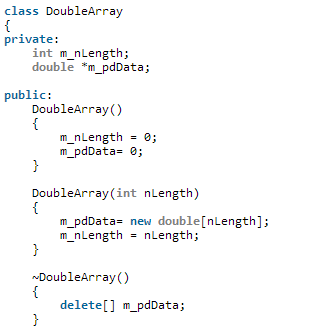 class DoubleArray
{
private:
    int m_nLength;
    double *m_pdData;

public:
    DoubleArray()
    {
        m_nLength = 0;
        m_pdData= 0;
    }

    DoubleArray(int nLength)
    {
        m_pdData= new double[nLength];
        m_nLength = nLength;
    }

    ~DoubleArray()
    {
        delete[] m_pdData;
    }